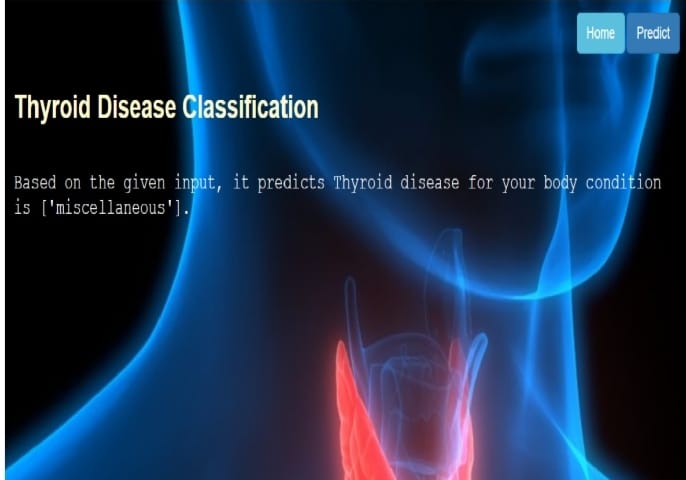 Home Predict
Thyroid Disease Classification
Based on the given input, it predicts Thyroid disease for your body condition
is ['miscellaneous'].